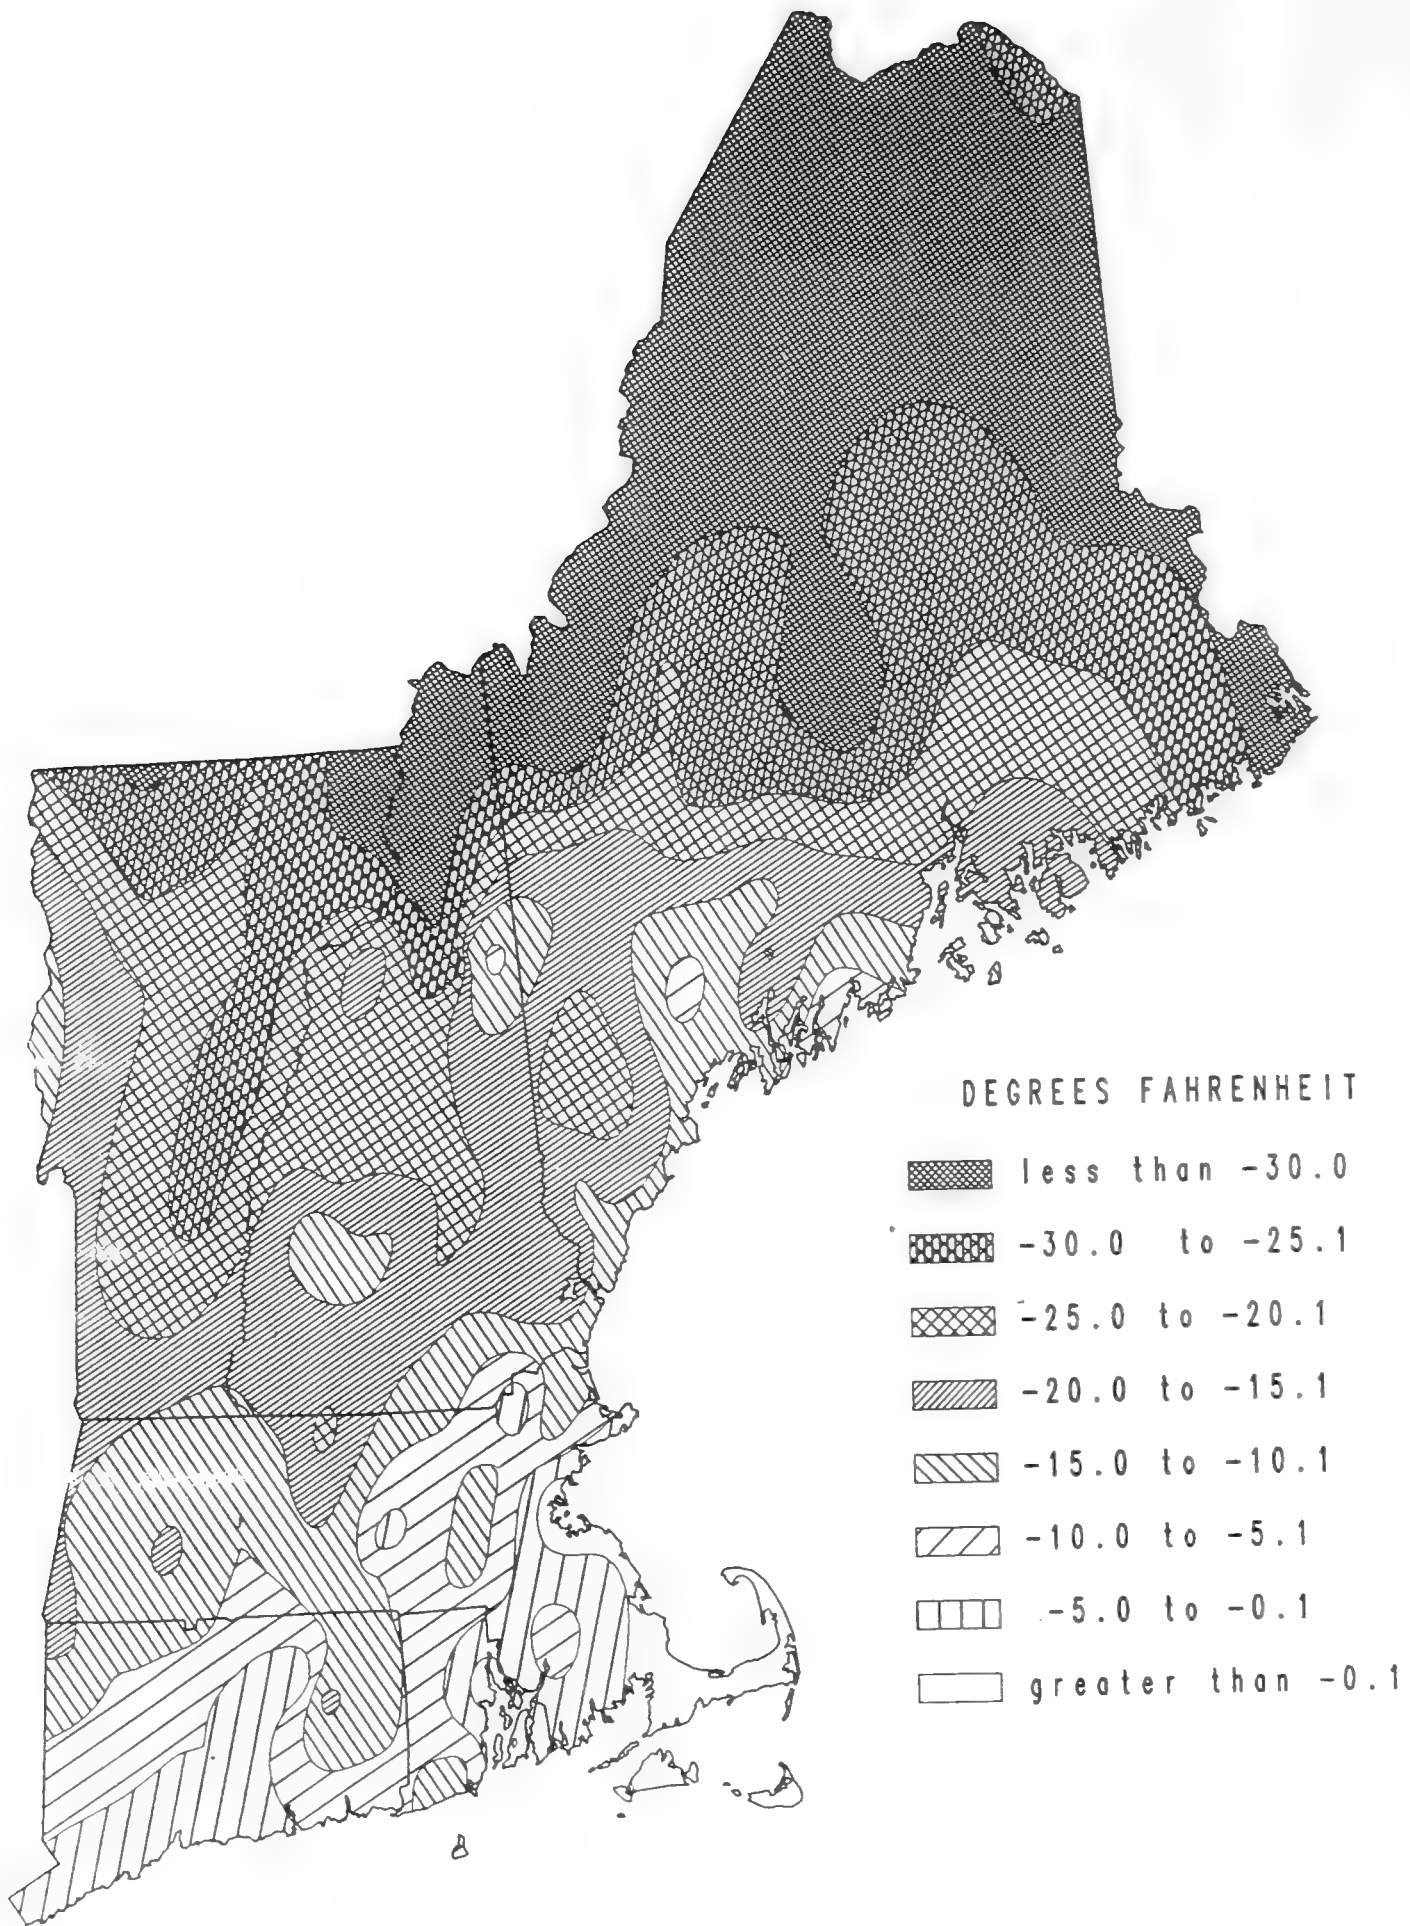 DEGREES FAHRENHEIT
less than -30.0
-30.0 to -25.1
-25.0 to -20.1
-20.0 to -15.1
-15.0 to -10.1
-10.0 to -5.1
-5.0 to -0.1
greater than -0.1